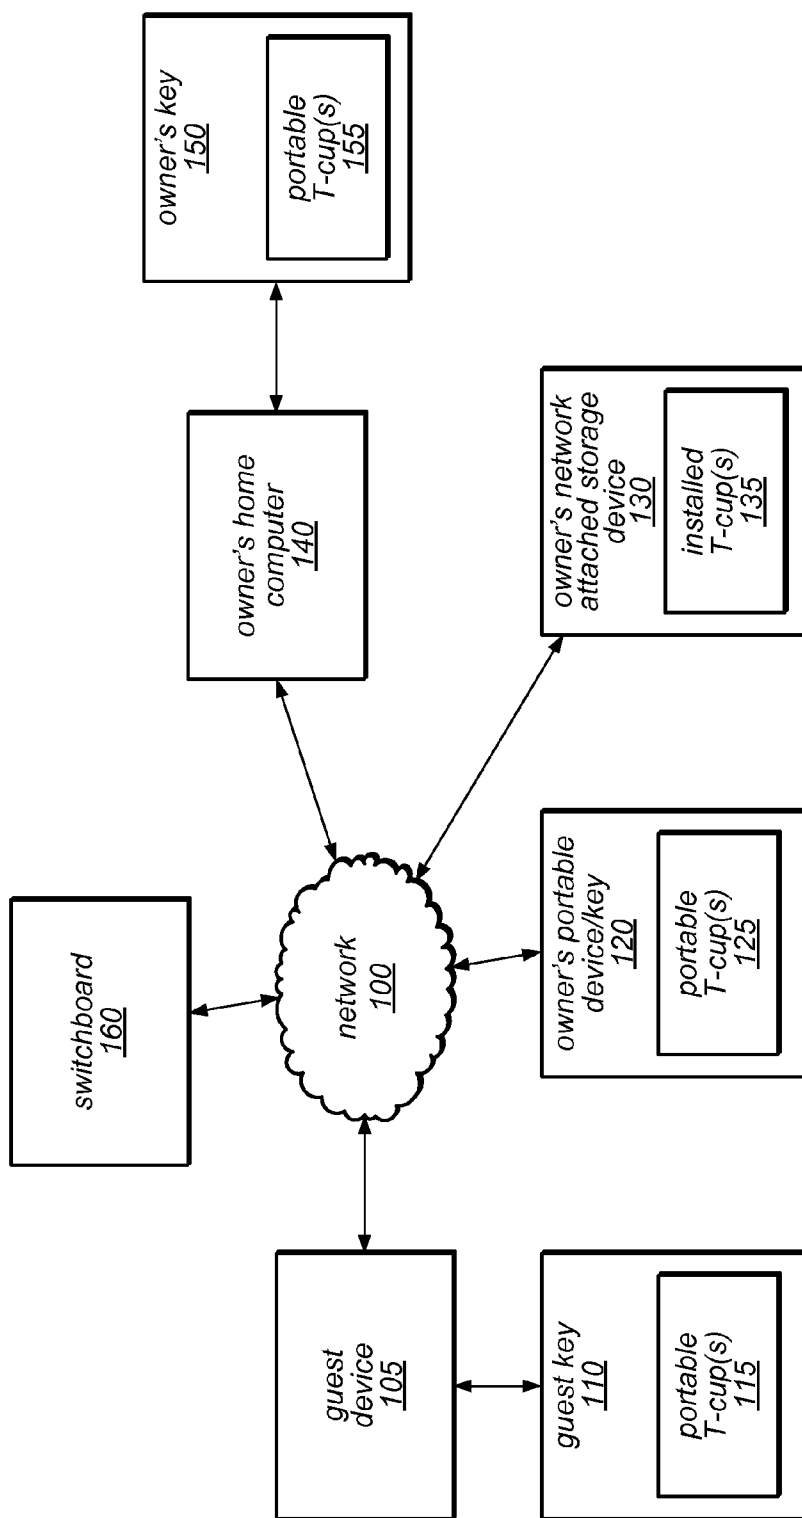 switchboard
160
owner's home
computer
140
owner's key
150
portable
T-cup(s)
155
network
100
guest
device
105
guest key
110
portable
T-cup(s)
115
owner's portable
device/key
120
portable
T-cup(s)
125
owner's network
attached storage
device
130
installed
T-cup(s)
135